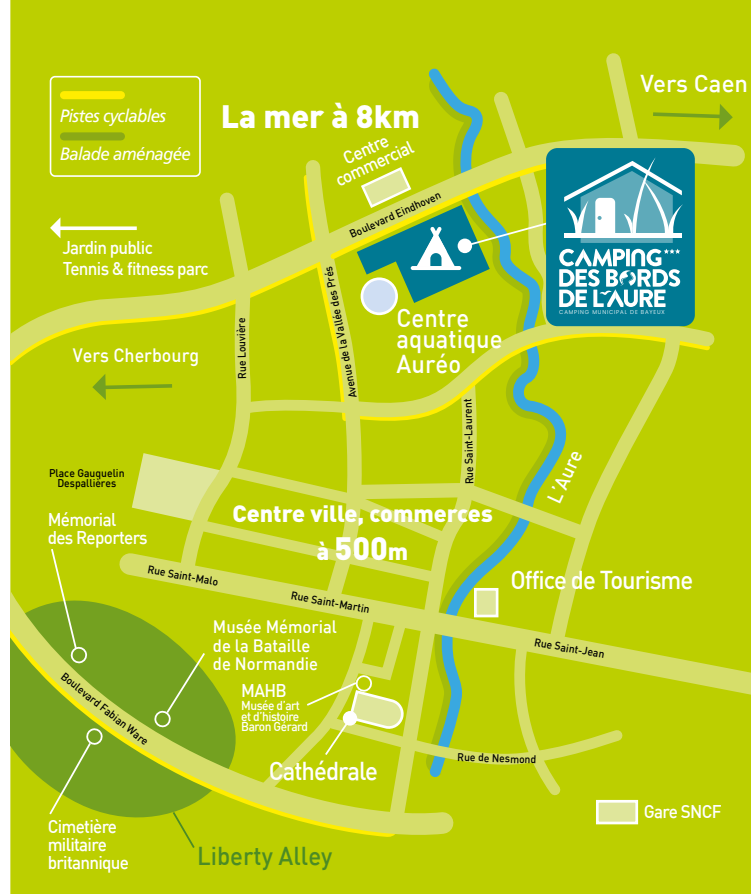 Vers Caen
Pistes cyclables
Balade aménagée
La mer à 8km
Centre
commercial
Boulevard Eindhoven
Jardin public
Tennis & fitness parc
CAMPING***
DES BORDS
DE L'AURE
CAMPING MUNICIPAL DE BAYEUX
Centre
aquatique
Auréo
Avenue de la Vallée des Prés
Rue Louvière
Vers Cherbourg
Rue Saint-Laurent
L'Aure
Place Gauquelin
Despallières
Centre ville, commerces
à 500m
Mémorial
des Reporters
Rue Saint-Malo
Rue Saint-Martin
Office de Tourisme
Rue Saint-Jean
Musée Mémorial
de la Bataille
de Normandie
MAHB
Musée d'art
et d'histoire
Baron Gérard
Boulevard Fabian Ware
Cathédrale
Rue de Nesmond
Gare SNCF
Cimetière
militaire
britannique
Liberty Alley